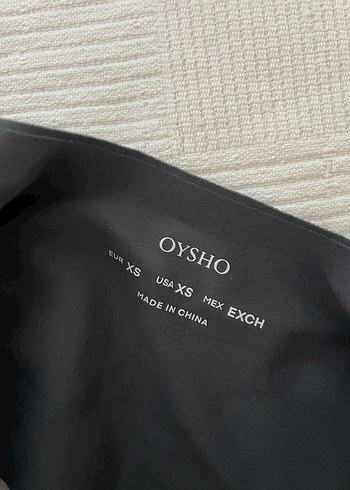 OYSHO
EUR XS USA XS MEX EXCH
MADE IN CHINA